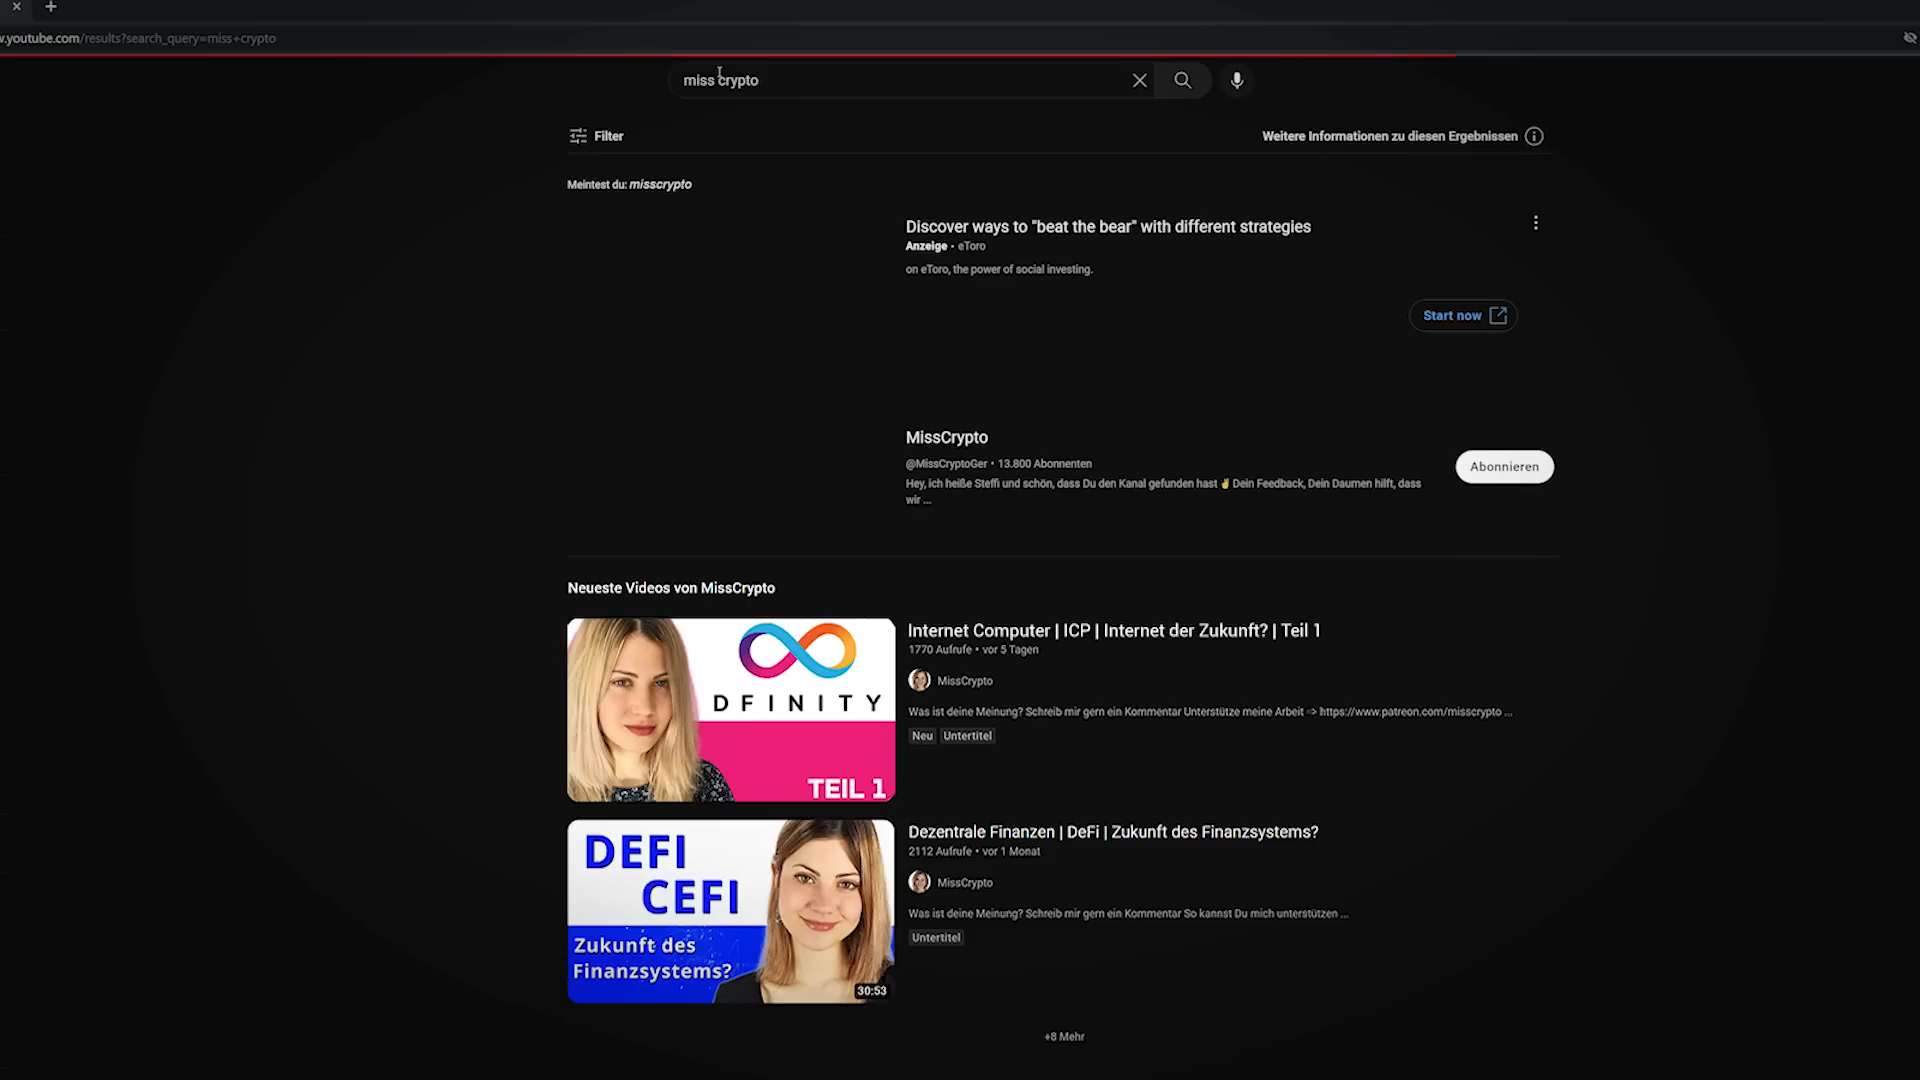 w.youtube.com/results?search_query=miss+crypto
miss crypto
Filter
Weitere Informationen zu diesen Ergebnissen
Meintest du: misscrypto
Discover ways to "beat the bear" with different strategies
Anzeige • eToro
on eToro, the power of social investing.
Start now
MissCrypto
@MissCryptoGer • 13.800 Abonnenten
Hey, ich heiße Steffi und schön, dass Du den Kanal gefunden hast ✌ Dein Feedback, Dein Daumen hilft, dass
wir ...
Abonnieren
Neueste Videos von MissCrypto
DFINITY
TEIL 1
Internet Computer | ICP | Internet der Zukunft? | Teil 1
1770 Aufrufe • vor 5 Tagen
MissCrypto
Was ist deine Meinung? Schreib mir gern ein Kommentar Unterstütze meine Arbeit => https://www.patreon.com/misscrypto ...
Neu Untertitel
DEFI
CEFI
Zukunft des
Finanzsystems?
30:53
Dezentrale Finanzen | DeFi | Zukunft des Finanzsystems?
2112 Aufrufe • vor 1 Monat
MissCrypto
Was ist deine Meinung? Schreib mir gern ein Kommentar So kannst Du mich unterstützen ...
Untertitel
+8 Mehr